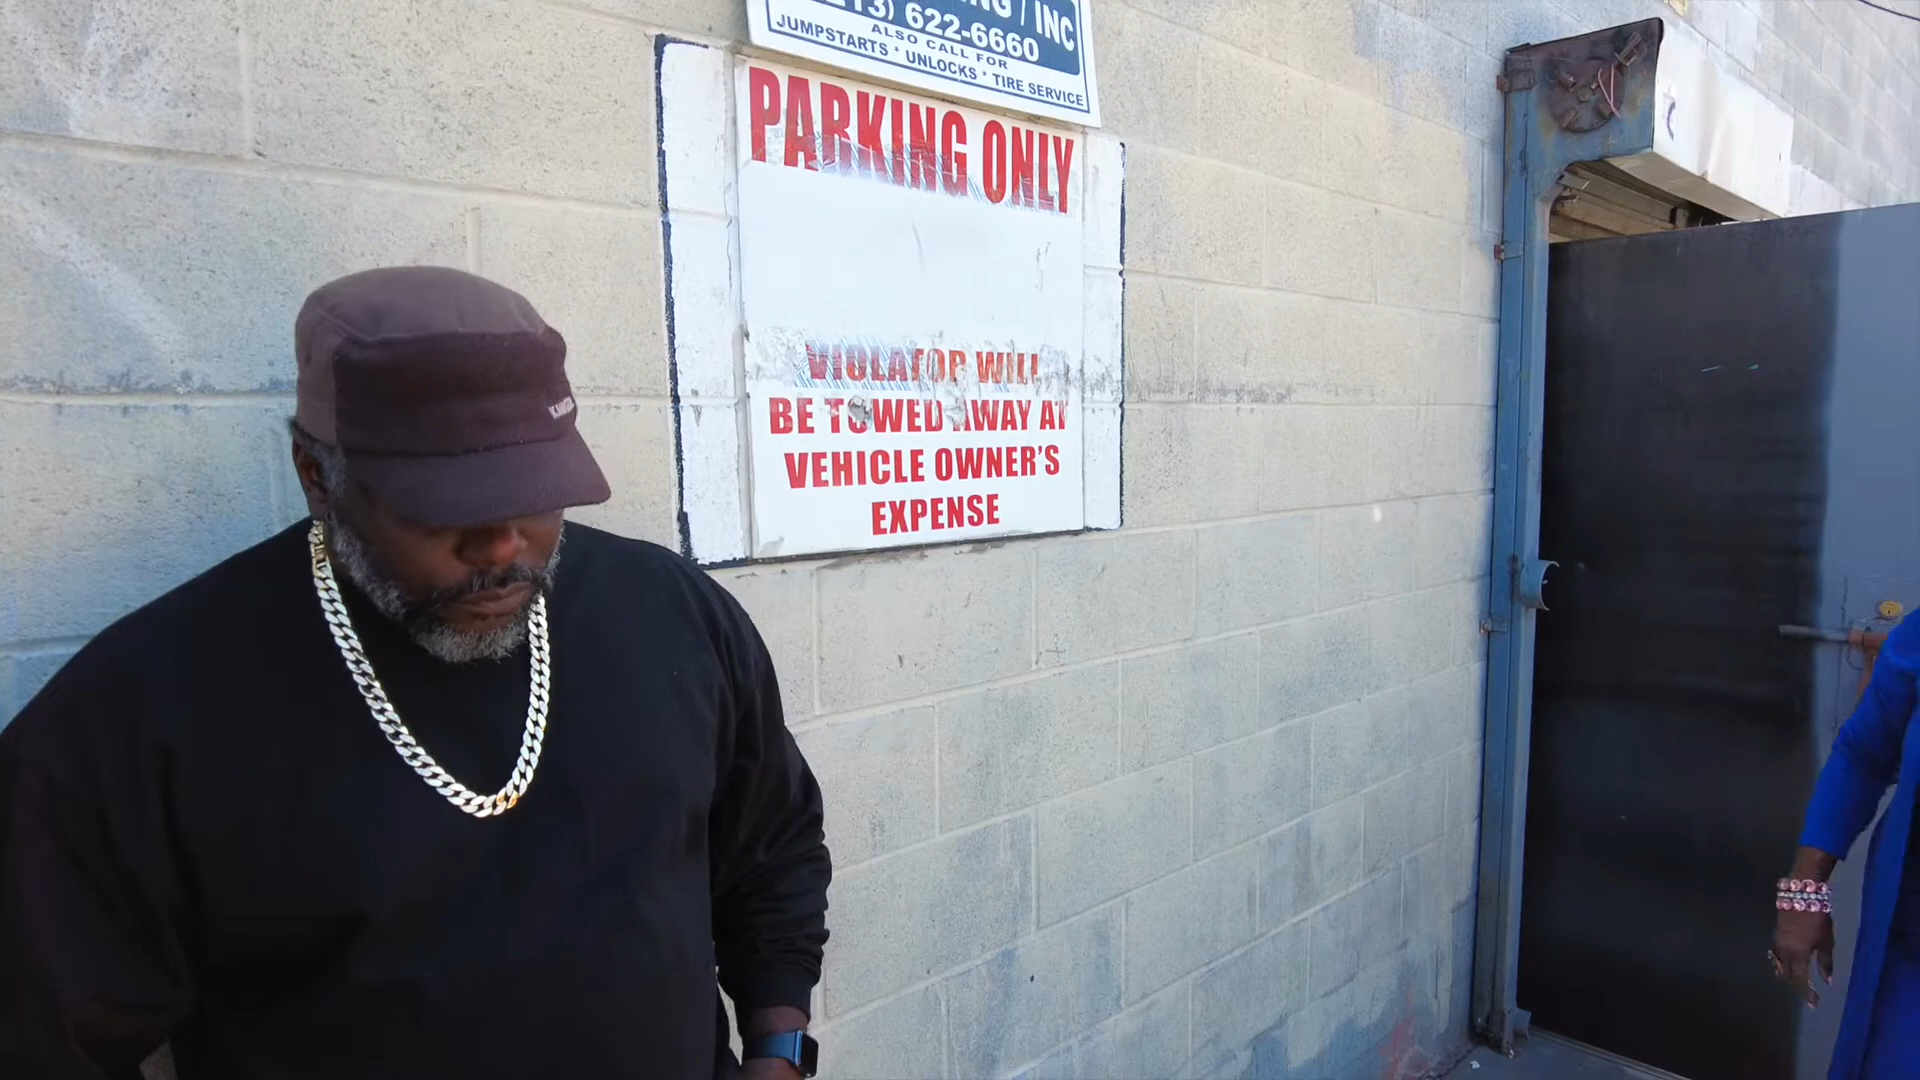 NG / INC
213) 622-6660
ALSO CALL FOR
JUMPSTARTS * UNLOCKS * TIRE SERVICE
PARKING ONLY
VIOLATOR WILL
BE TOWED AWAY AT
VEHICLE OWNER'S
EXPENSE